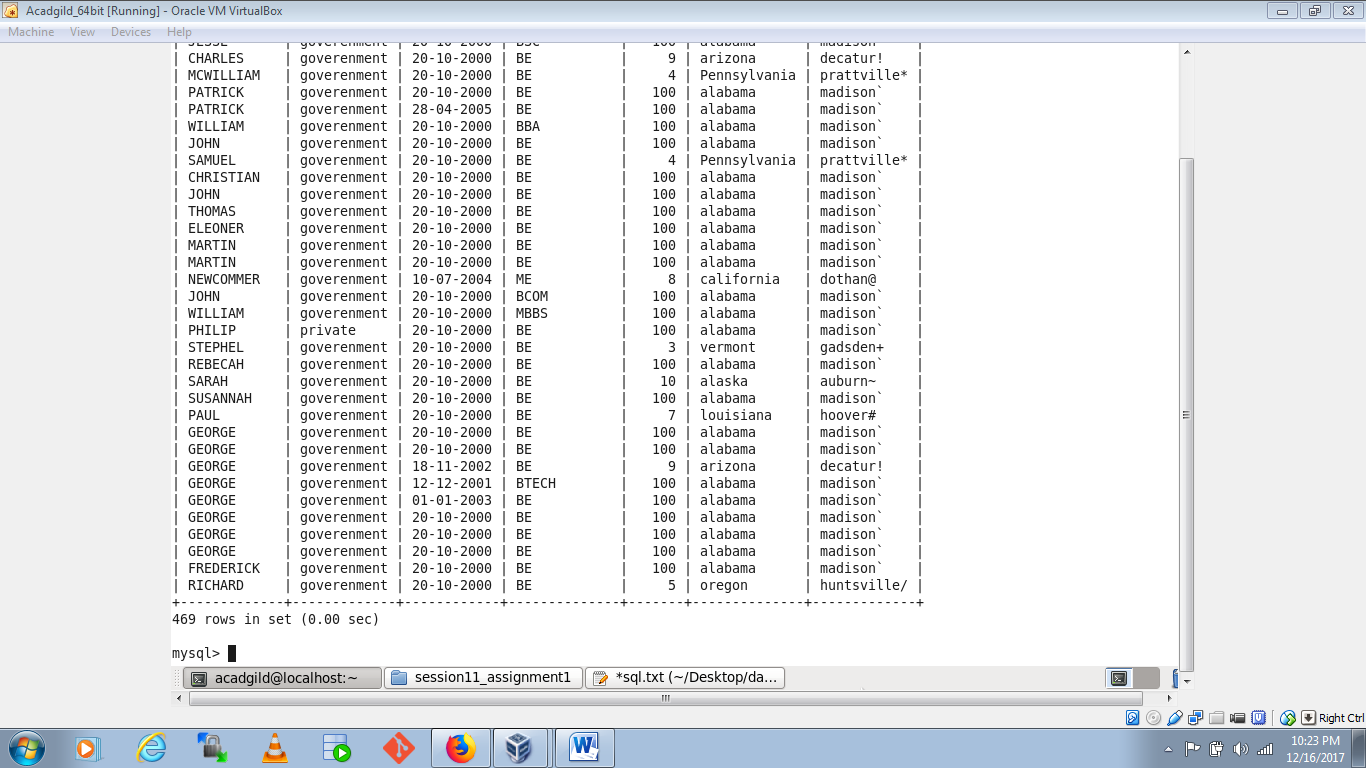 Acadgild_64bit [Running] - Oracle VM VirtualBox
Machine View Devices Help
| JESSE | goverenment | 20-10-2000 | BSC | 100 | alabama | madison` |
| CHARLES | goverenment | 20-10-2000 | BE | 9 | arizona | decatur! |
| MCWILLIAM | goverenment | 20-10-2000 | BE | 4 | Pennsylvania | prattville* |
| PATRICK | goverenment | 20-10-2000 | BE | 100 | alabama | madison` |
| PATRICK | goverenment | 28-04-2005 | BE | 100 | alabama | madison` |
| WILLIAM | goverenment | 20-10-2000 | BBA | 100 | alabama | madison` |
| JOHN | goverenment | 20-10-2000 | BE | 100 | alabama | madison` |
| SAMUEL | goverenment | 20-10-2000 | BE | 4 | Pennsylvania | prattville* |
| CHRISTIAN | goverenment | 20-10-2000 | BE | 100 | alabama | madison` |
| JOHN | goverenment | 20-10-2000 | BE | 100 | alabama | madison` |
| THOMAS | goverenment | 20-10-2000 | BE | 100 | alabama | madison` |
| ELEONER | goverenment | 20-10-2000 | BE | 100 | alabama | madison` |
| MARTIN | goverenment | 20-10-2000 | BE | 100 | alabama | madison` |
| MARTIN | goverenment | 20-10-2000 | BE | 100 | alabama | madison` |
| NEWCOMMER | goverenment | 10-07-2004 | ME | 8 | california | dothan@ |
| JOHN | goverenment | 20-10-2000 | BCOM | 100 | alabama | madison` |
| WILLIAM | goverenment | 20-10-2000 | MBBS | 100 | alabama | madison` |
| PHILIP | private | 20-10-2000 | BE | 100 | alabama | madison` |
| STEPHEL | goverenment | 20-10-2000 | BE | 3 | vermont | gadsden+ |
| REBECAH | goverenment | 20-10-2000 | BE | 100 | alabama | madison` |
| SARAH | goverenment | 20-10-2000 | BE | 10 | alaska | auburn~ |
| SUSANNAH | goverenment | 20-10-2000 | BE | 100 | alabama | madison` |
| PAUL | goverenment | 20-10-2000 | BE | 7 | louisiana | hoover# |
| GEORGE | goverenment | 20-10-2000 | BE | 100 | alabama | madison` |
| GEORGE | goverenment | 20-10-2000 | BE | 100 | alabama | madison` |
| GEORGE | goverenment | 18-11-2002 | BE | 9 | arizona | decatur! |
| GEORGE | goverenment | 12-12-2001 | BTECH | 100 | alabama | madison` |
| GEORGE | goverenment | 01-01-2003 | BE | 100 | alabama | madison` |
| GEORGE | goverenment | 20-10-2000 | BE | 100 | alabama | madison` |
| GEORGE | goverenment | 20-10-2000 | BE | 100 | alabama | madison` |
| GEORGE | goverenment | 20-10-2000 | BE | 100 | alabama | madison` |
| FREDERICK | goverenment | 20-10-2000 | BE | 100 | alabama | madison` |
| RICHARD | goverenment | 20-10-2000 | BE | 5 | oregon | huntsville/ |
+-------------+-------------+------------+--------------+-------+--------------+-------------+
469 rows in set (0.00 sec)
mysql>
acadgild@localhost:~ session11_assignment1 *sql.txt (~/Desktop/da...
Right Ctrl
10:23 PM
12/16/2017